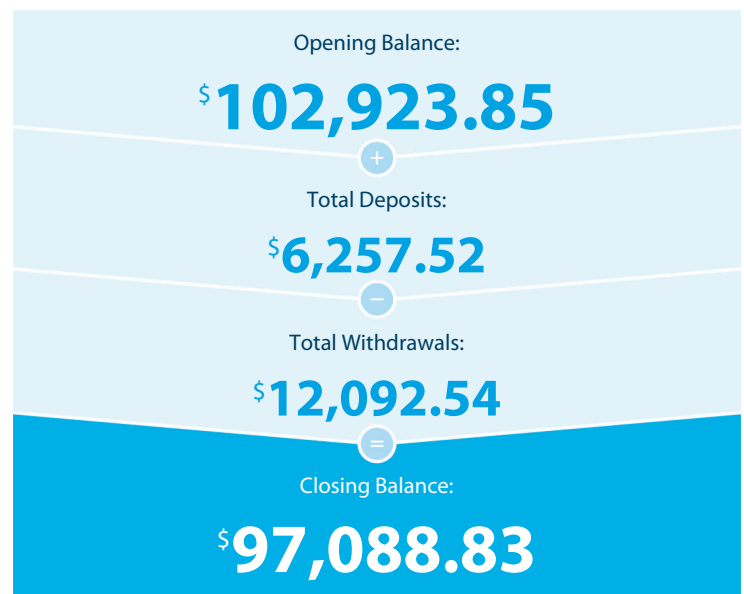 Opening Balance:
$102,923.85
+
Total Deposits:
$6,257.52
−
Total Withdrawals:
$12,092.54
=
Closing Balance:
$97,088.83